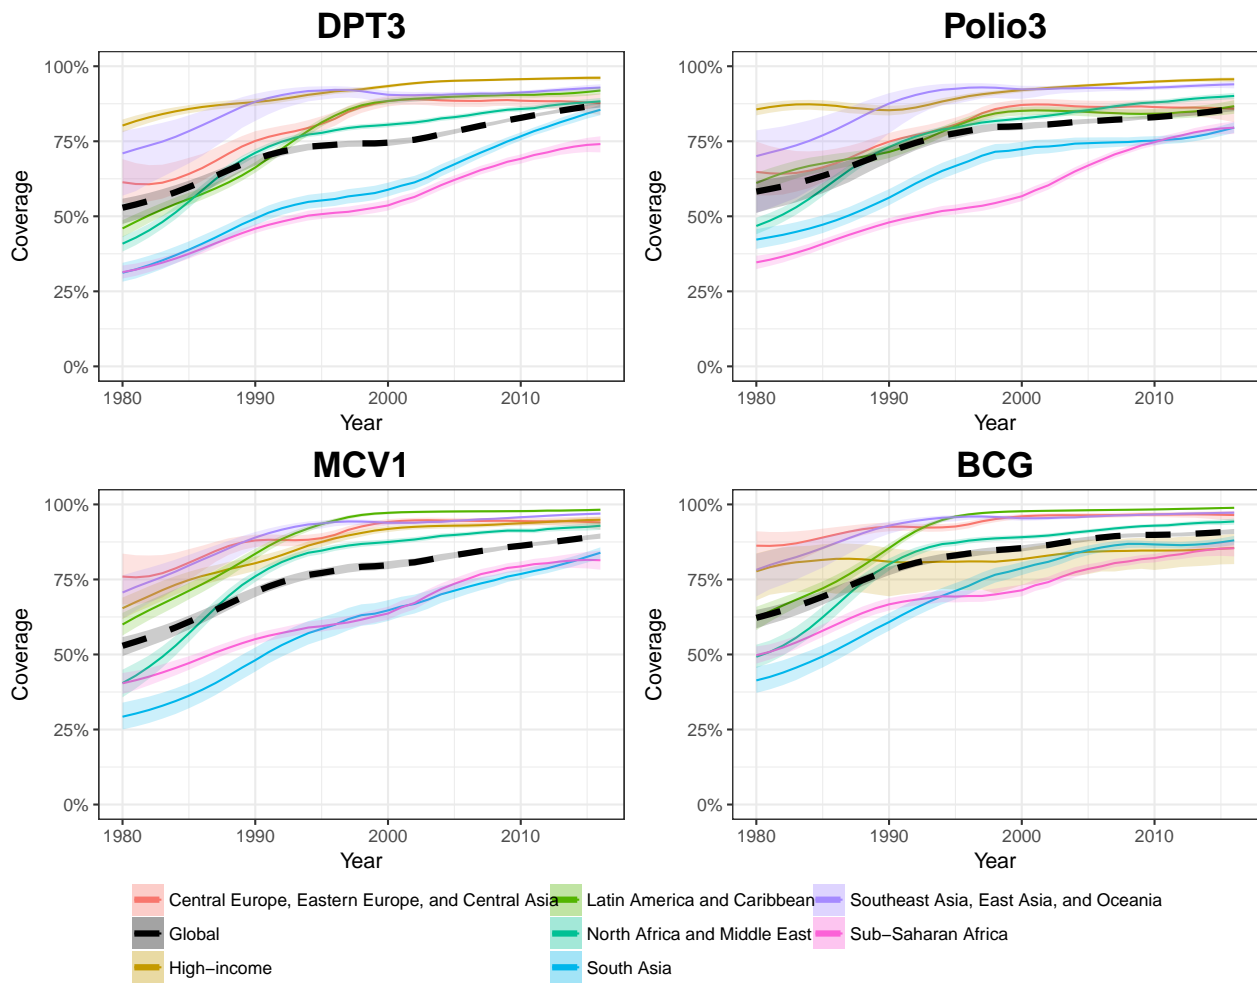 DPT3
Polio3
100%
75%
50%
25%
0%
Coverage
1980
1990
2000
2010
Year
100%
75%
50%
25%
0%
Coverage
1980
1990
2000
2010
Year
MCV1
BCG
100%
75%
50%
25%
0%
Coverage
1980
1990
2000
2010
Year
100%
75%
50%
25%
0%
Coverage
1980
1990
2000
2010
Year
Central Europe, Eastern Europe, and Central Asia
Latin America and Caribbean
Southeast Asia, East Asia, and Oceania
Global
North Africa and Middle East
Sub−Saharan Africa
High−income
South Asia